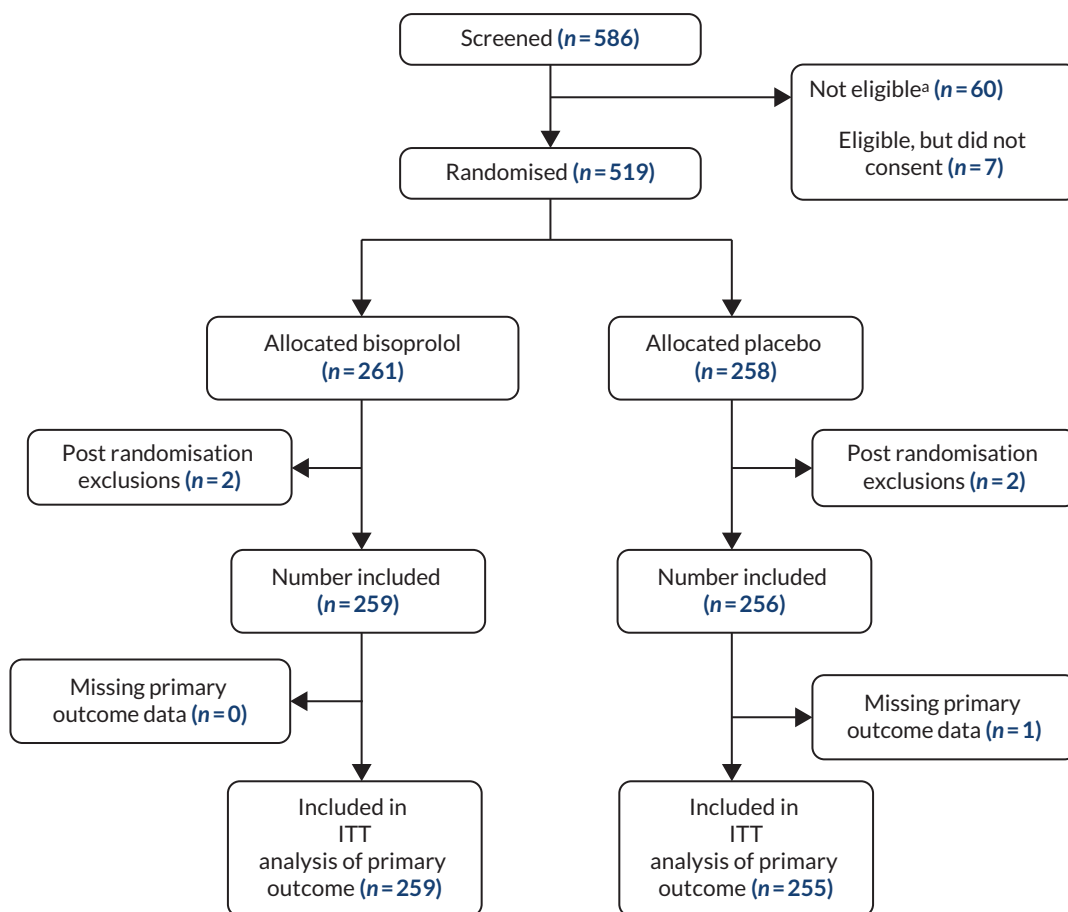 Screened (n=586)
Not eligibleᵃ (n=60)
Eligible, but did not
consent (n=7)
Randomised (n=519)
Allocated bisoprolol
(n=261)
Allocated placebo
(n=258)
Post randomisation
exclusions (n=2)
Post randomisation
exclusions (n=2)
Number included
(n=259)
Number included
(n=256)
Missing primary
outcome data (n=0)
Missing primary
outcome data (n=1)
Included in
ITT
analysis of primary
outcome (n=259)
Included in
ITT
analysis of primary
outcome (n=255)